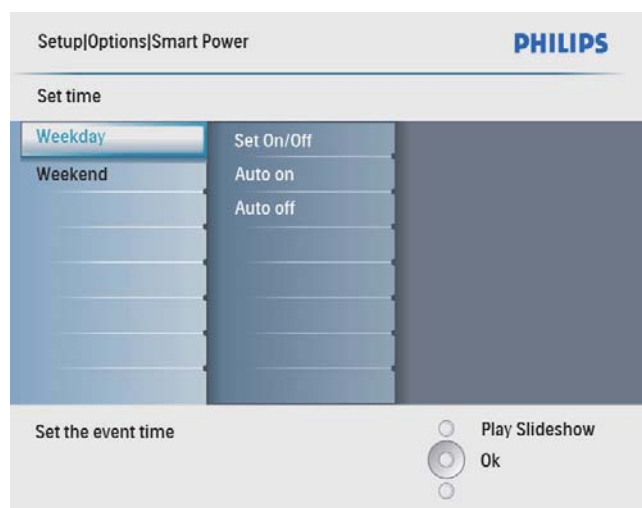 Setup|Options|Smart Power
PHILIPS
Set time
Weekday
Set On/Off
Weekend
Auto on
Auto off
Set the event time
Play Slideshow
Ok